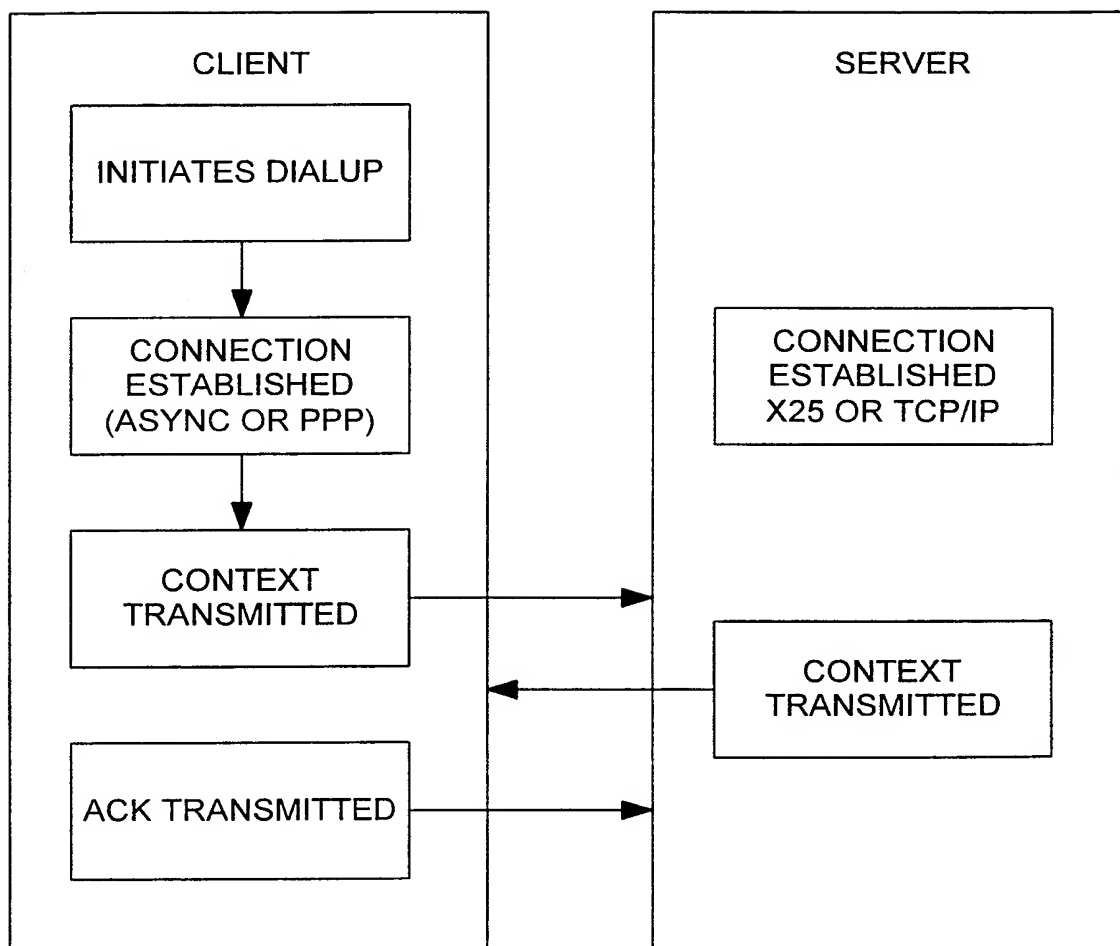 CLIENT
INITIATES DIALUP
CONNECTION
ESTABLISHED
(ASYNC OR PPP)
CONTEXT
TRANSMITTED
ACK TRANSMITTED
SERVER
CONNECTION
ESTABLISHED
X25 OR TCP/IP
CONTEXT
TRANSMITTED